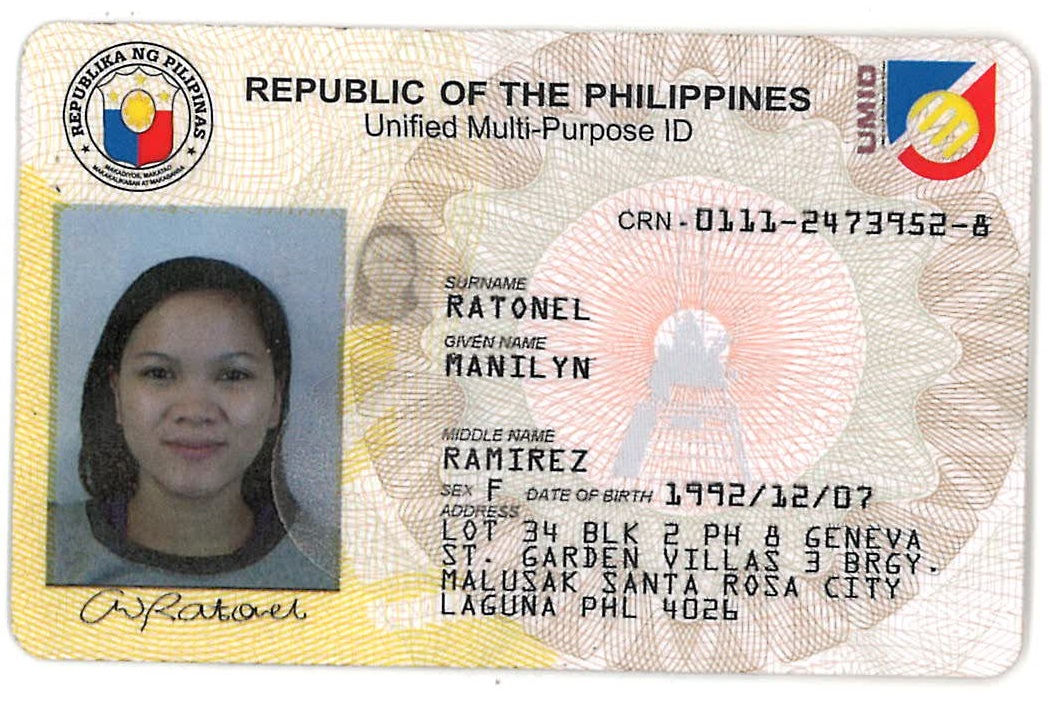 REPUBLIKA NG PILIPINAS
MAKADIYOS, MAKATAO
MAKAKALIKASAN AT MAKABANSA
REPUBLIC OF THE PHILIPPINES
Unified Multi-Purpose ID
UMID
CRN - 0111-2473952-8
SURNAME
RATONEL
GIVEN NAME
MANILYN
MIDDLE NAME
RAMIREZ
SEX F DATE OF BIRTH 1992/12/07
ADDRESS
LOT 34 BLK 2 PH 8 GENEVA
ST. GARDEN VILLAS 3 BRGY.
MALUSAK SANTA ROSA CITY
LAGUNA PHL 4026
Ratonel